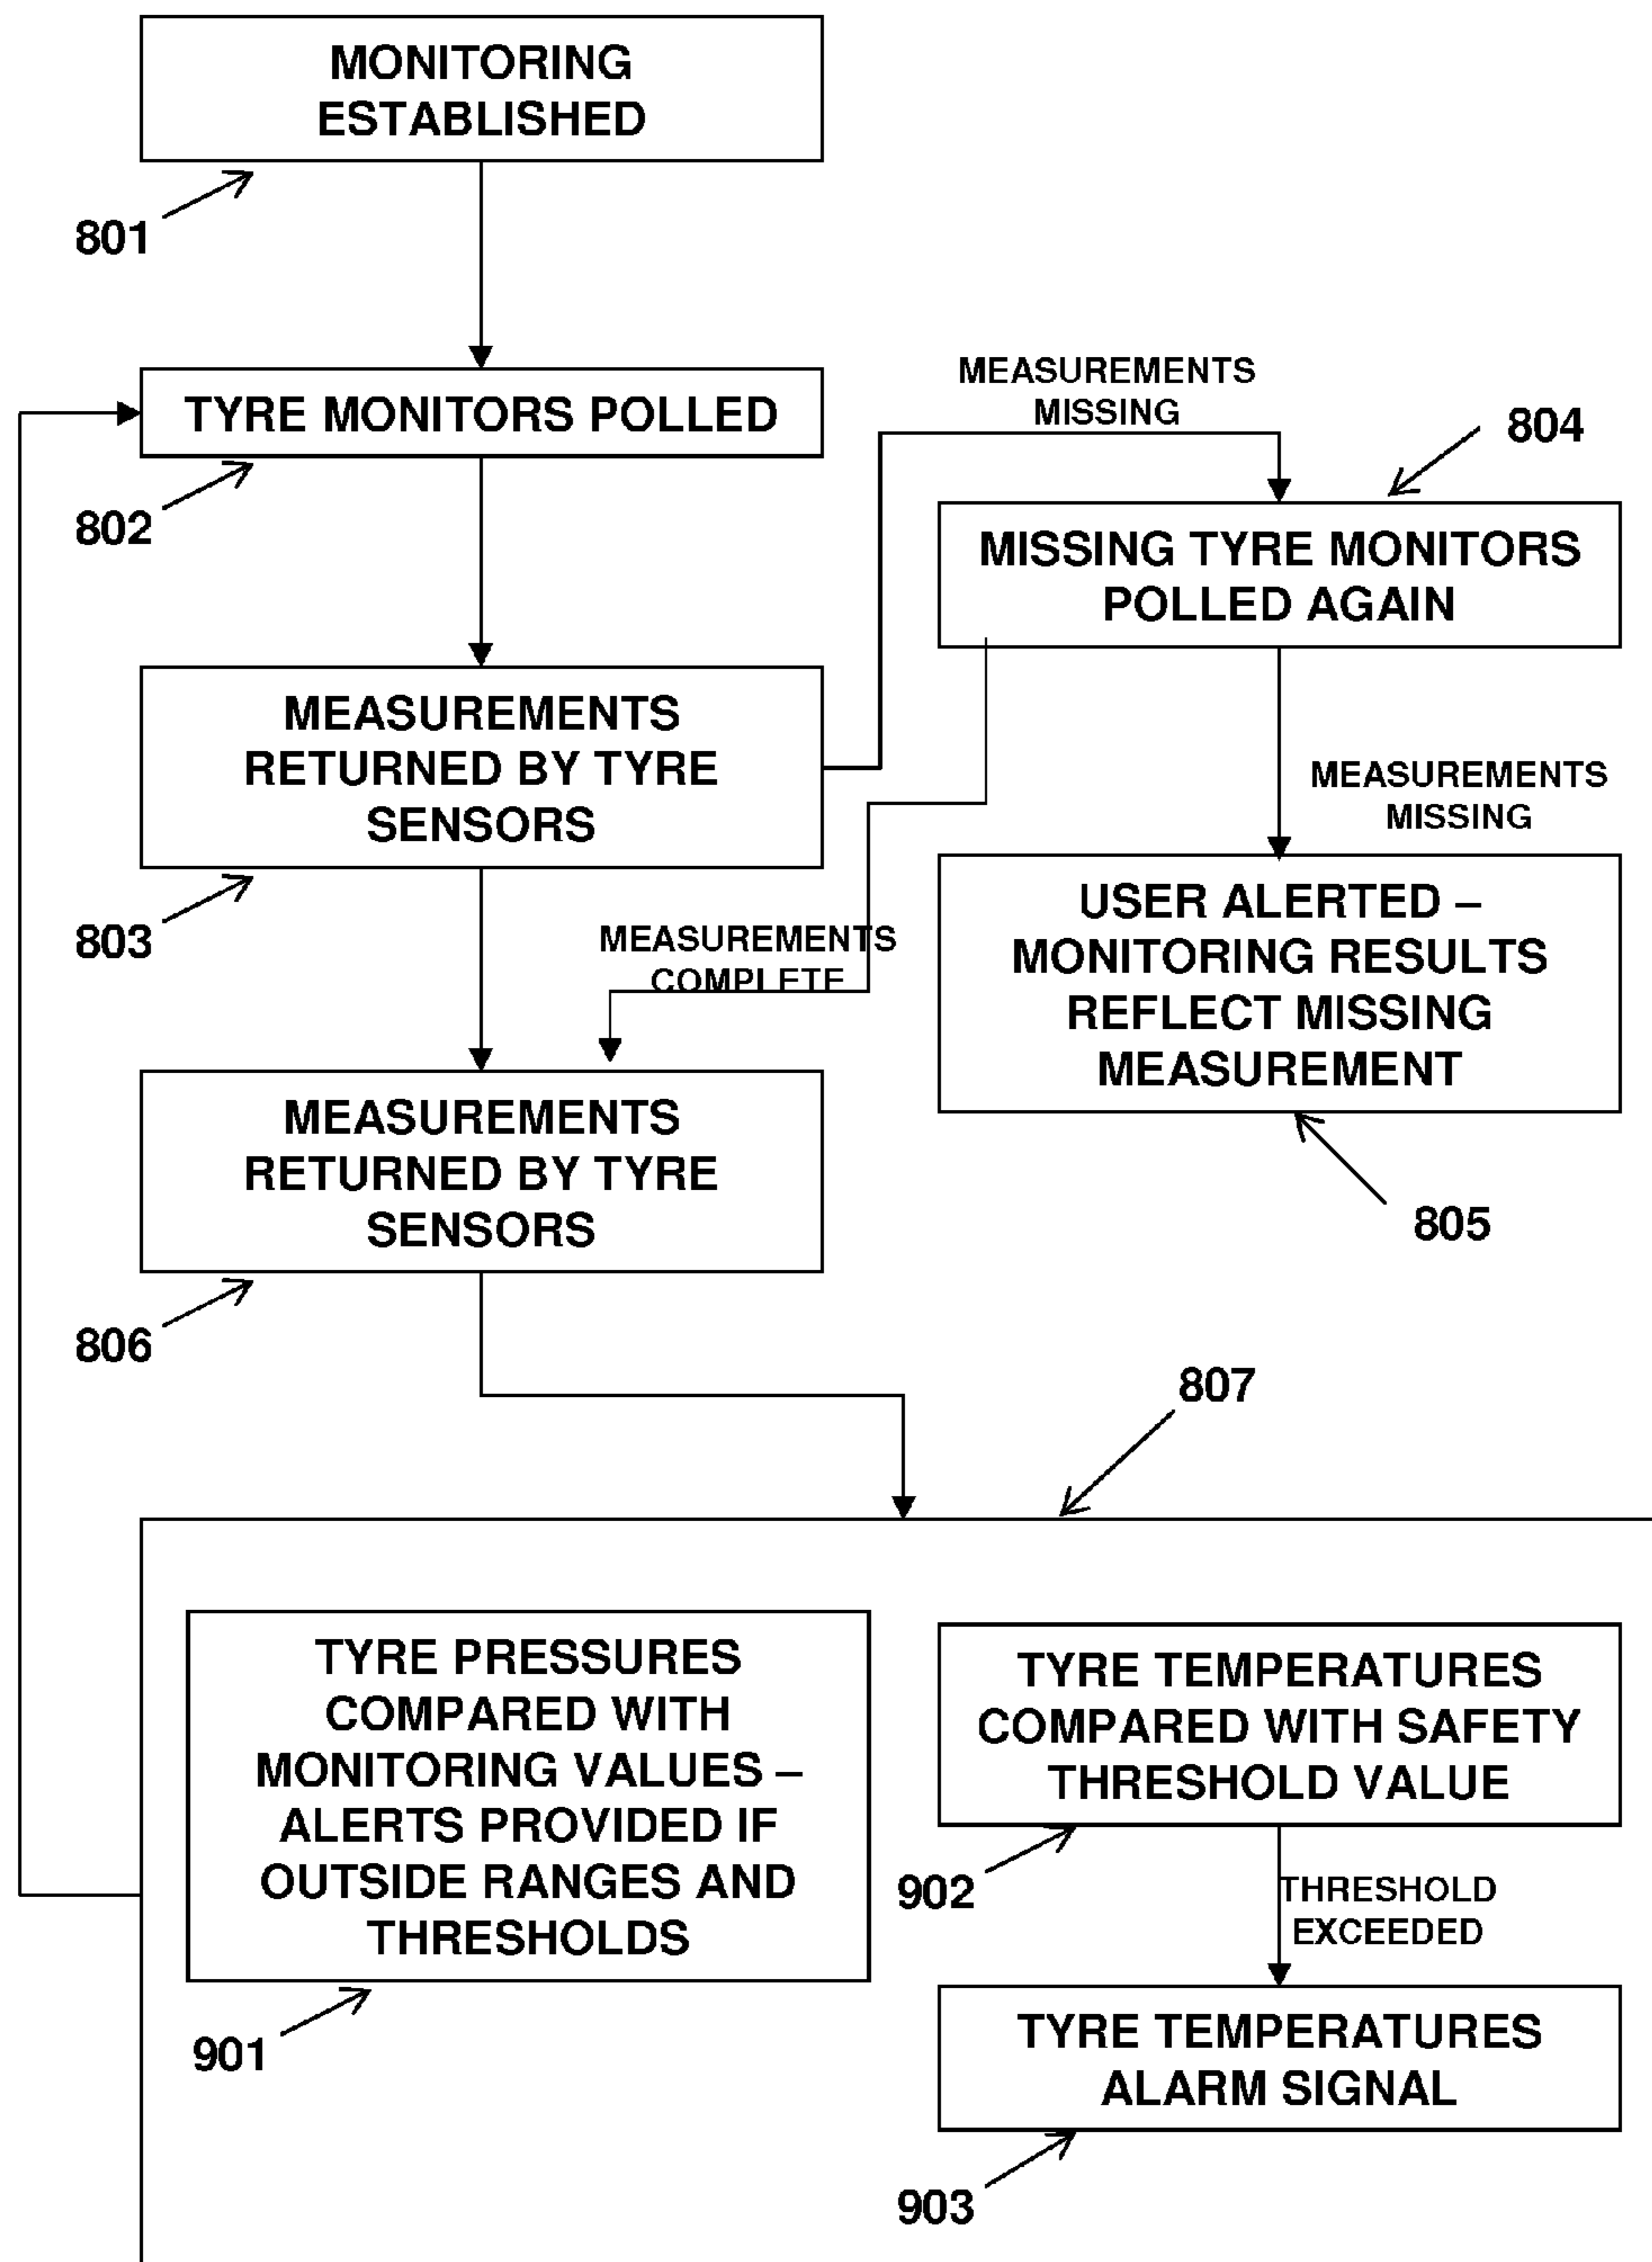 MONITORING
ESTABLISHED
801
TYRE MONITORS POLLED
802
MEASUREMENTS
MISSING
804
MISSING TYRE MONITORS
POLLED AGAIN
MEASUREMENTS
RETURNED BY TYRE
SENSORS
803
MEASUREMENTS
MISSING
MEASUREMENTS
COMPLETE
USER ALERTED –
MONITORING RESULTS
REFLECT MISSING
MEASUREMENT
805
MEASUREMENTS
RETURNED BY TYRE
SENSORS
806
807
TYRE PRESSURES
COMPARED WITH
MONITORING VALUES –
ALERTS PROVIDED IF
OUTSIDE RANGES AND
THRESHOLDS
901
TYRE TEMPERATURES
COMPARED WITH SAFETY
THRESHOLD VALUE
902
THRESHOLD
EXCEEDED
TYRE TEMPERATURES
ALARM SIGNAL
903